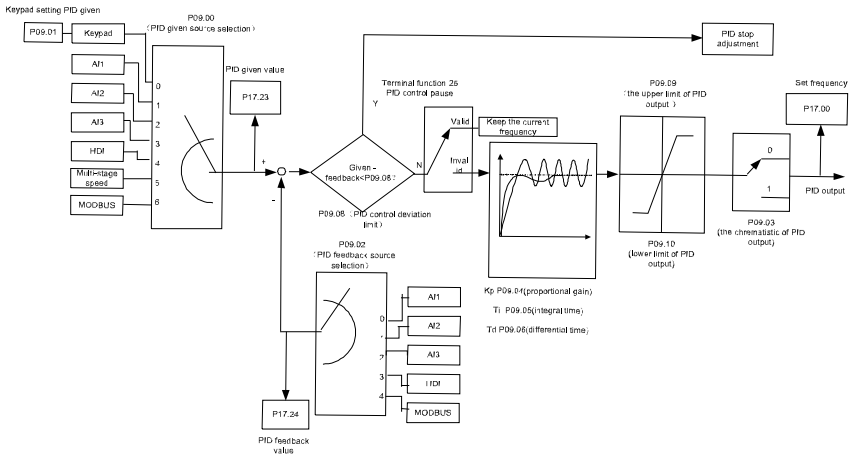 Keypad setting PID given
P09.00
(PID given source selection)
P09.01
Keypad
AI1
AI2
AI3
HDI
Multi-stage
speed
MODBUS
0
1
2
3
4
5
6
PID given value
P17.23
+
-
Y
N
Given -
feedback<P09.08?
P09.08 (PID control deviation
limit)
PID stop
adjustment
Terminal function 25
PID control pause
Valid
Inval
id
Keep the current
frequency
Kp P09.04(proportional gain)
Ti P09.05(integral time)
Td P09.06(differential time)
P09.09
(the upper limit of PID
output)
P09.10
(lower limit of PID
output)
0
1
P09.03
(the chrematistic of PID
output)
Set frequency
P17.00
PID output
P09.02
(PID feedback source
selection)
0
1
2
3
4
AI1
AI2
AI3
HDI
MODBUS
P17.24
PID feedback
value